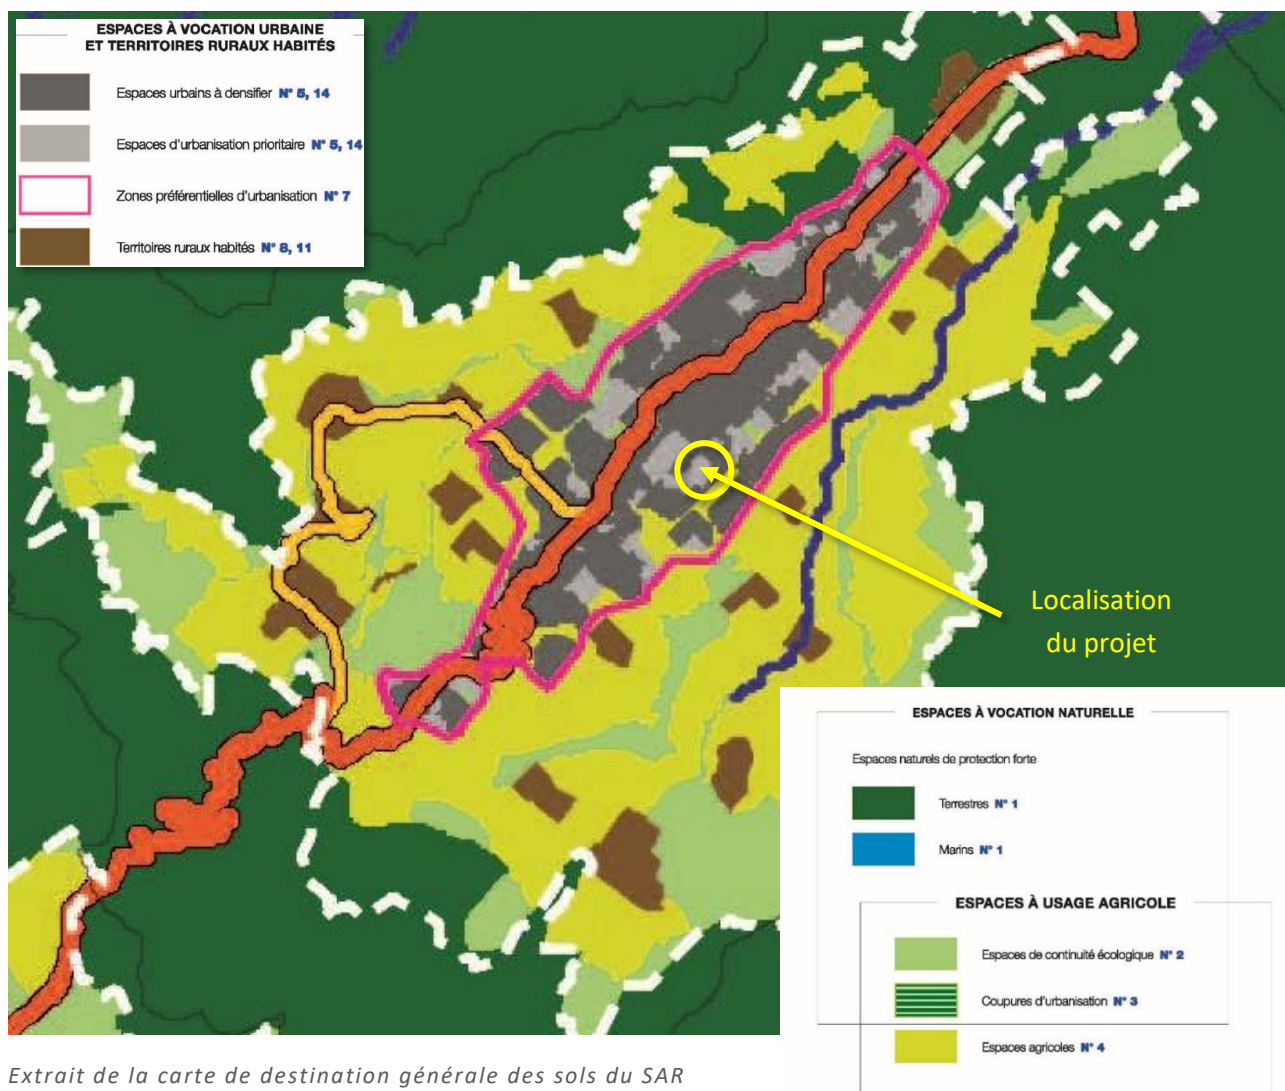 ESPACES À VOCATION URBAINE
ET TERRITOIRES RURAUX HABITÉS
Espaces urbains à densifier N° 5, 14
Espaces d'urbanisation prioritaire N° 5, 14
Zones préférentielles d'urbanisation N° 7
Territoires ruraux habités N° 8, 11
Localisation
du projet
ESPACES À VOCATION NATURELLE
Espaces naturels de protection forte
Terrestres N° 1
Marins N° 1
ESPACES À USAGE AGRICOLE
Espaces de continuité écologique N° 2
Coupures d'urbanisation N° 3
Espaces agricoles N° 4
Extrait de la carte de destination générale des sols du SAR